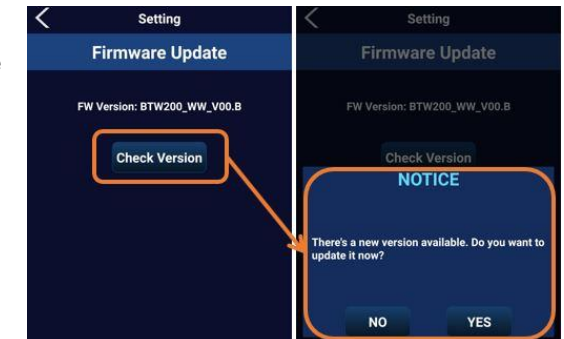 Setting
Firmware Update
FW Version: BTW200_WW_V00.B
Check Version
Setting
Firmware Update
FW Version: BTW200_WW_V00.B
Check Version
NOTICE
There's a new version available. Do you want to
update it now?
NO YES